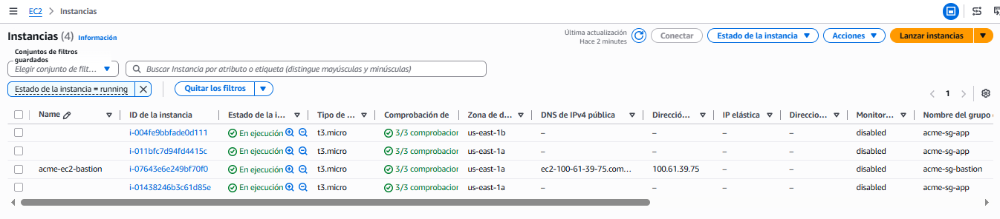 EC2 > Instancias
Instancias (4) Información
Última actualización
Hace 2 minutes
Conectar
Estado de la instancia
Acciones
Lanzar instancias
Conjuntos de filtros
guardados
Elegir conjunto de filt...
Buscar Instancia por atributo o etiqueta (distingue mayúsculas y minúsculas)
Estado de la instancia = running
Quitar los filtros
1
Name ID de la instancia Estado de la i... Tipo de ... Comprobación de Zona de d... DNS de IPv4 pública Direcció... IP elástica Direccio... Monitor... Nombre del grupo
i-004fe9bbfade0d111 En ejecución t3.micro 3/3 comprobacior us-east-1b – – – – disabled acme-sg-app
i-011bfc7d94fd4415c En ejecución t3.micro 3/3 comprobacior us-east-1a – – – – disabled acme-sg-app
acme-ec2-bastion i-07643e6e249bf70f0 En ejecución t3.micro 3/3 comprobacior us-east-1a ec2-100-61-39-75.com... 100.61.39.75 – – disabled acme-sg-bastion
i-01438246b3c61d85e En ejecución t3.micro 3/3 comprobacior us-east-1a – – – – disabled acme-sg-app